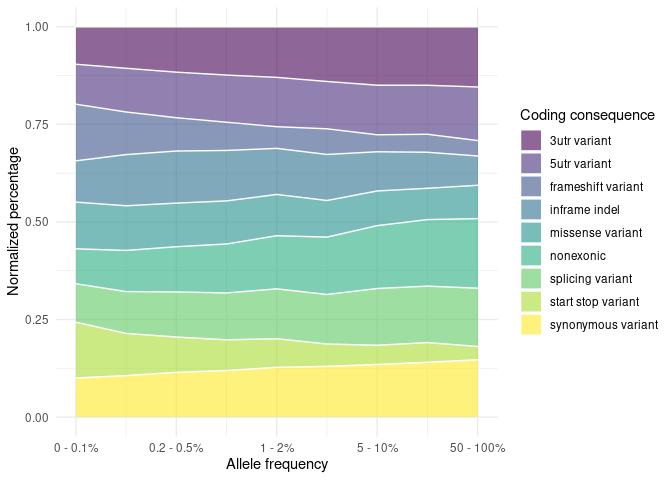 1.00
0.75
0.50
0.25
0.00
Normalized percentage
0 - 0.1%
0.2 - 0.5%
1 - 2%
5 - 10%
50 - 100%
Allele frequency
Coding consequence
3utr variant
5utr variant
frameshift variant
inframe indel
missense variant
nonexonic
splicing variant
start stop variant
synonymous variant